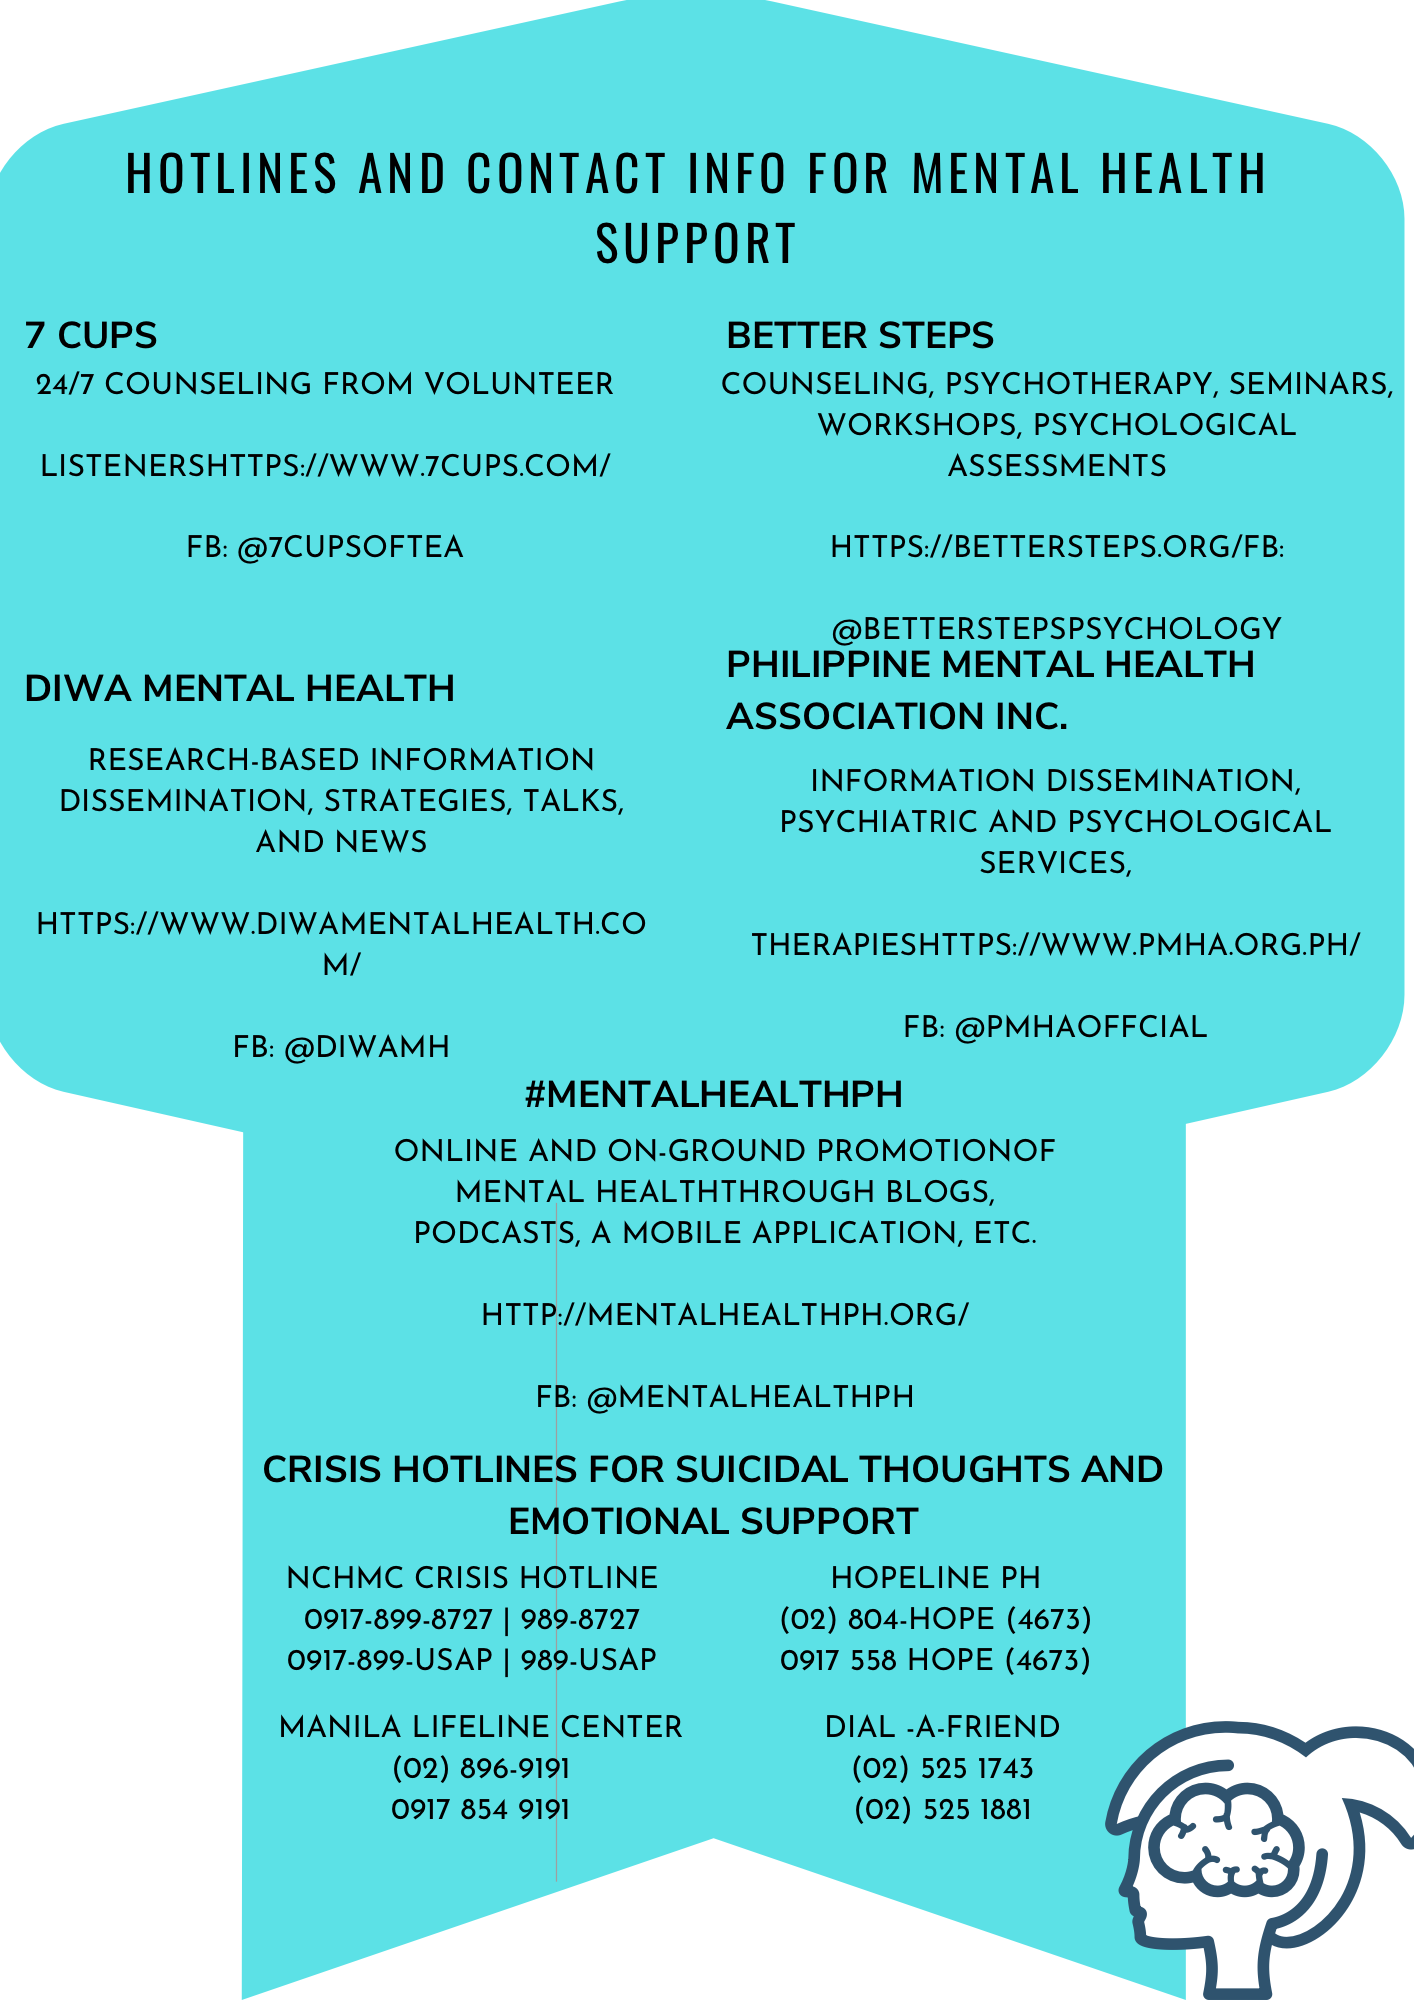 HOTLINES AND CONTACT INFO FOR MENTAL HEALTH
SUPPORT
7 CUPS
24/7 COUNSELING FROM VOLUNTEER
LISTENERSHTTPS://WWW.7CUPS.COM/
FB: @7CUPSOFTEA
BETTER STEPS
COUNSELING, PSYCHOTHERAPY, SEMINARS,
WORKSHOPS, PSYCHOLOGICAL
ASSESSMENTS
HTTPS://BETTERSTEPS.ORG/FB:
@BETTERSTEPSPSYCHOLOGY
DIWA MENTAL HEALTH
RESEARCH-BASED INFORMATION
DISSEMINATION, STRATEGIES, TALKS,
AND NEWS
HTTPS://WWW.DIWAMENTALHEALTH.CO
M/
FB: @DIWAMH
PHILIPPINE MENTAL HEALTH
ASSOCIATION INC.
INFORMATION DISSEMINATION,
PSYCHIATRIC AND PSYCHOLOGICAL
SERVICES,
THERAPIESHTTPS://WWW.PMHA.ORG.PH/
FB: @PMHAOFFCIAL
#MENTALHEALTHPH
ONLINE AND ON-GROUND PROMOTIONOF
MENTAL HEALTHTHROUGH BLOGS,
PODCASTS, A MOBILE APPLICATION, ETC.
HTTP://MENTALHEALTHPH.ORG/
FB: @MENTALHEALTHPH
CRISIS HOTLINES FOR SUICIDAL THOUGHTS AND
EMOTIONAL SUPPORT
NCHMC CRISIS HOTLINE
0917-899-8727 | 989-8727
0917-899-USAP | 989-USAP
HOPELINE PH
(02) 804-HOPE (4673)
0917 558 HOPE (4673)
MANILA LIFELINE CENTER
(02) 896-9191
0917 854 9191
DIAL -A-FRIEND
(02) 525 1743
(02) 525 1881